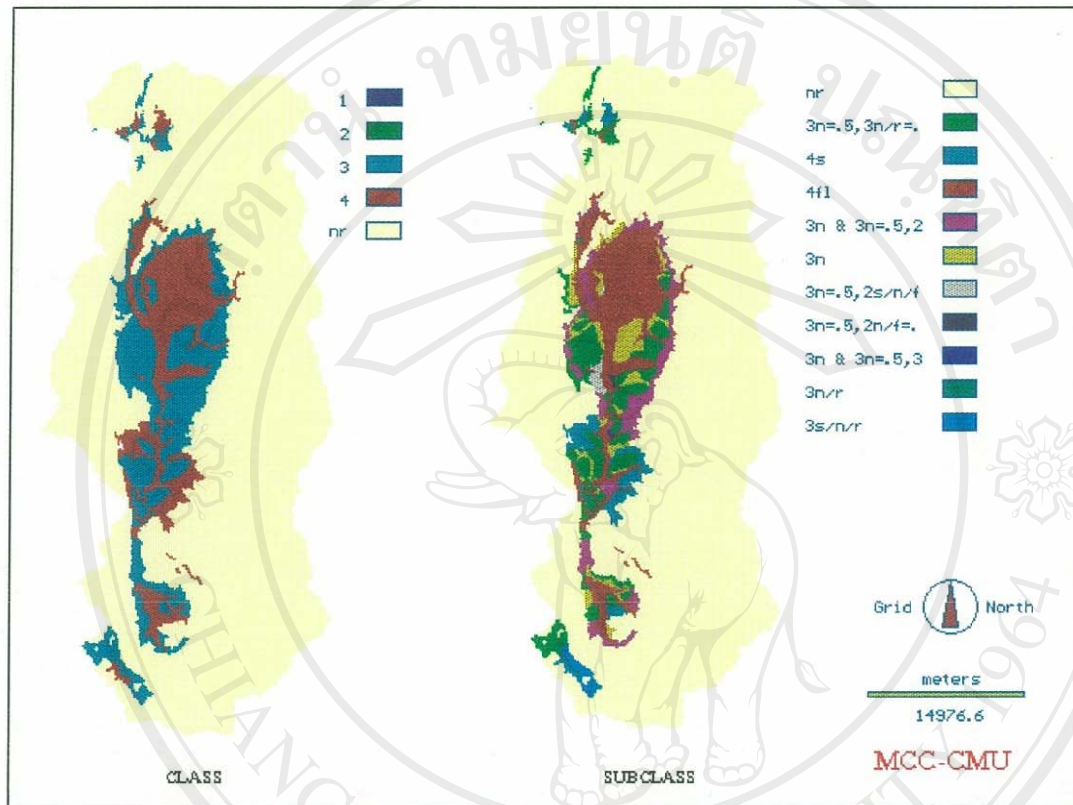 1
2
3
4
nr
nr
3n=.5,3n/r=.
4s
4fl
3n & 3n=.5,2
3n
3n=.5,2s/n/f
3n=.5,2n/f=.
3n & 3n=.5,3
3n/r
3s/n/r
Grid North
meters
14976.6
MCC-CMU
CLASS
SUBCLASS